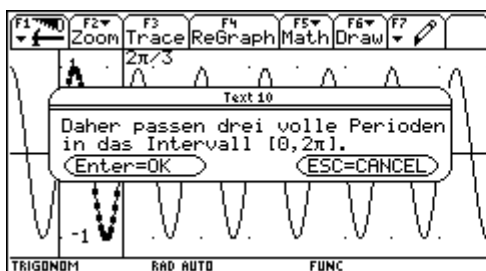 F1 F2 F3 F4 F5 F6 F7
Zoom Trace ReGraph Math Draw
1 2π/3
Text 10
Daher passen drei volle Perioden
in das Intervall [0,2π].
Enter=OK ESC=CANCEL
-1
TRIGONOM RAD AUTO FUNC